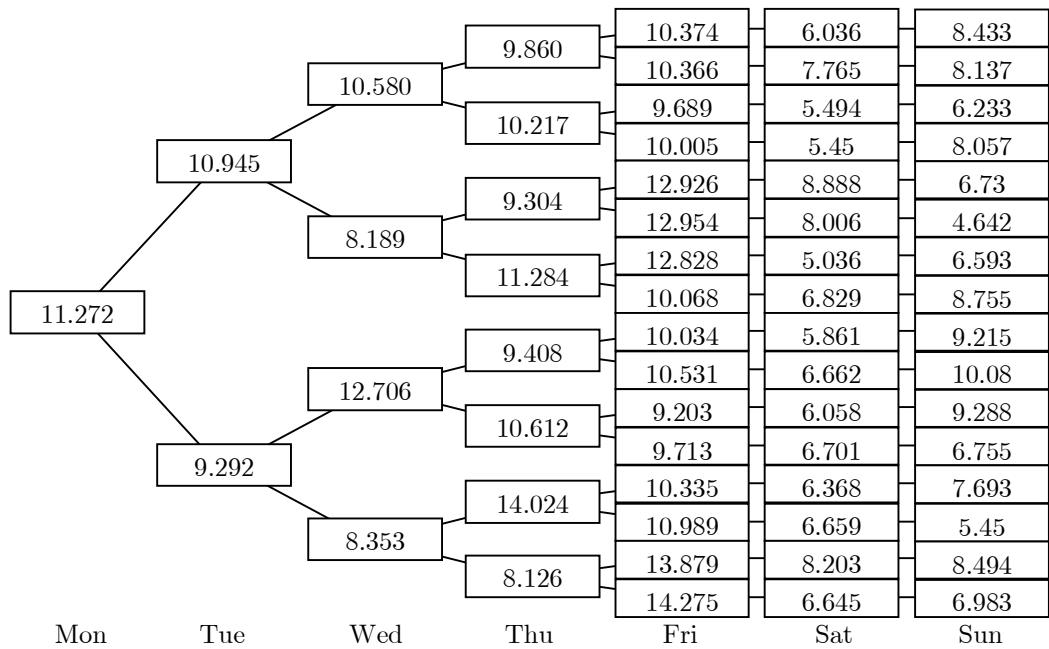 10.374 6.036 8.433
9.860
10.366 7.765 8.137
10.580
9.689 5.494 6.233
10.217
10.005 5.45 8.057
10.945
12.926 8.888 6.73
9.304
12.954 8.006 4.642
8.189
12.828 5.036 6.593
11.284
10.068 6.829 8.755
11.272
10.034 5.861 9.215
9.408
10.531 6.662 10.08
12.706
9.203 6.058 9.288
10.612
9.713 6.701 6.755
9.292
10.335 6.368 7.693
14.024
10.989 6.659 5.45
8.353
13.879 8.203 8.494
8.126
14.275 6.645 6.983
Mon Tue Wed Thu Fri Sat Sun